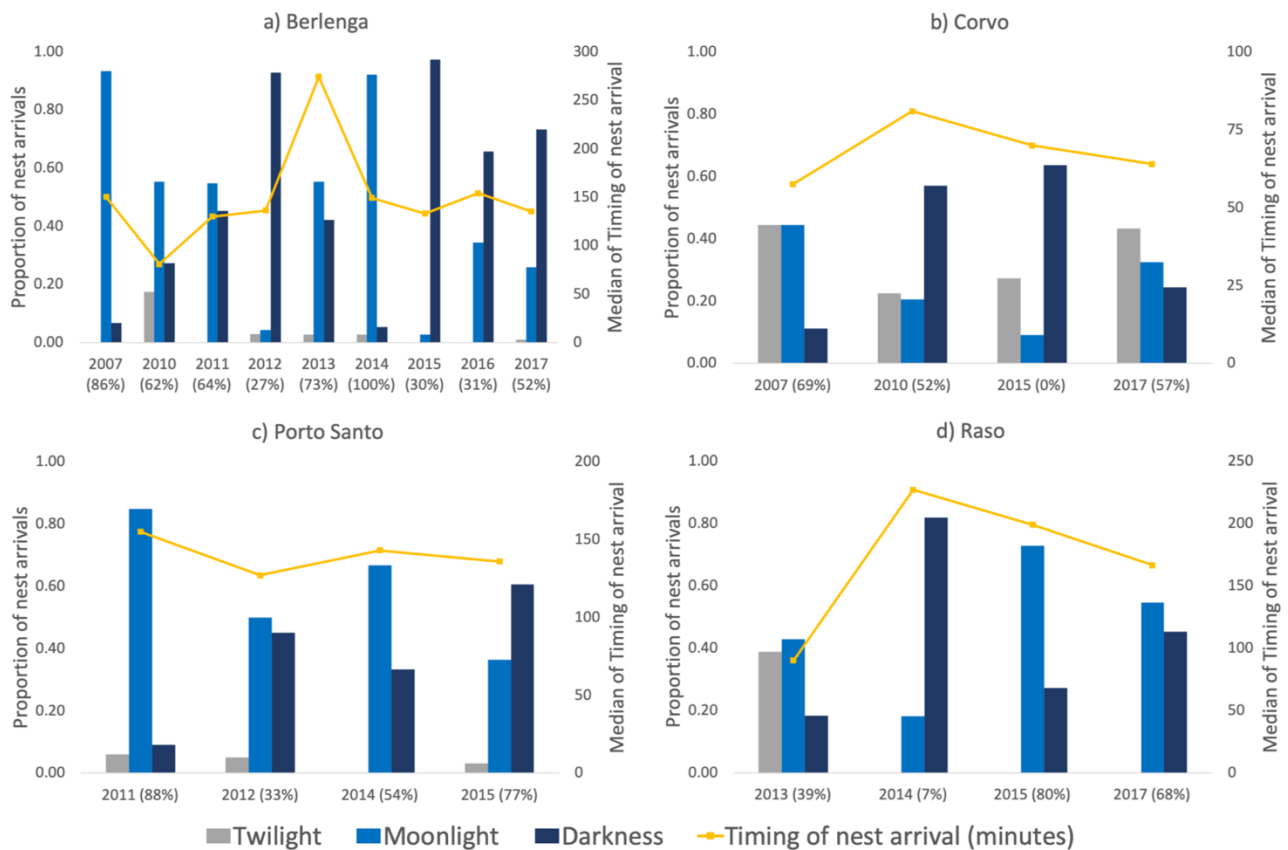 a) Berlenga
Proportion of nest arrivals
1.00
0.80
0.60
0.40
0.20
0.00
300
250
200
150
100
50
0
Median of Timing of nest arrival
2007 2010 2011 2012 2013 2014 2015 2016 2017
(86%) (62%) (64%) (27%) (73%) (100%) (30%) (31%) (52%)
b) Corvo
Proportion of nest arrivals
1.00
0.80
0.60
0.40
0.20
0.00
100
75
50
25
0
Median of Timing of nest arrival
2007 (69%) 2010 (52%) 2015 (0%) 2017 (57%)
c) Porto Santo
Proportion of nest arrivals
1.00
0.80
0.60
0.40
0.20
0.00
200
150
100
50
0
Median of Timing of nest arrival
2011 (88%) 2012 (33%) 2014 (54%) 2015 (77%)
d) Raso
Proportion of nest arrivals
1.00
0.80
0.60
0.40
0.20
0.00
250
200
150
100
50
0
Median of Timing of nest arrival
2013 (39%) 2014 (7%) 2015 (80%) 2017 (68%)
Twilight Moonlight Darkness Timing of nest arrival (minutes)